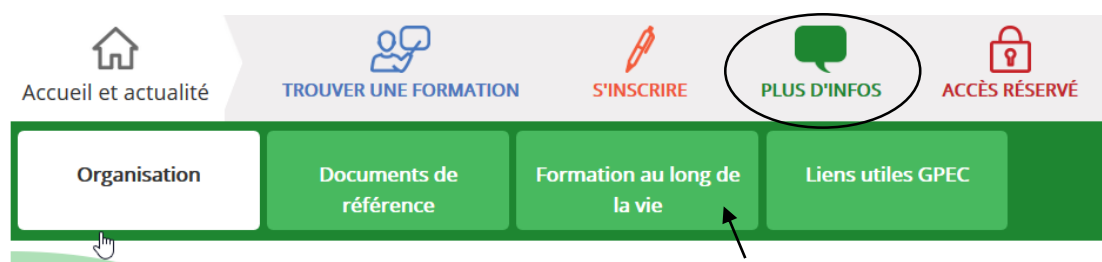 Accueil et actualité
TROUVER UNE FORMATION
S'INSCRIRE
PLUS D'INFOS
ACCÈS RÉSERVÉ
Organisation
Documents de
référence
Formation au long de
la vie
Liens utiles GPEC